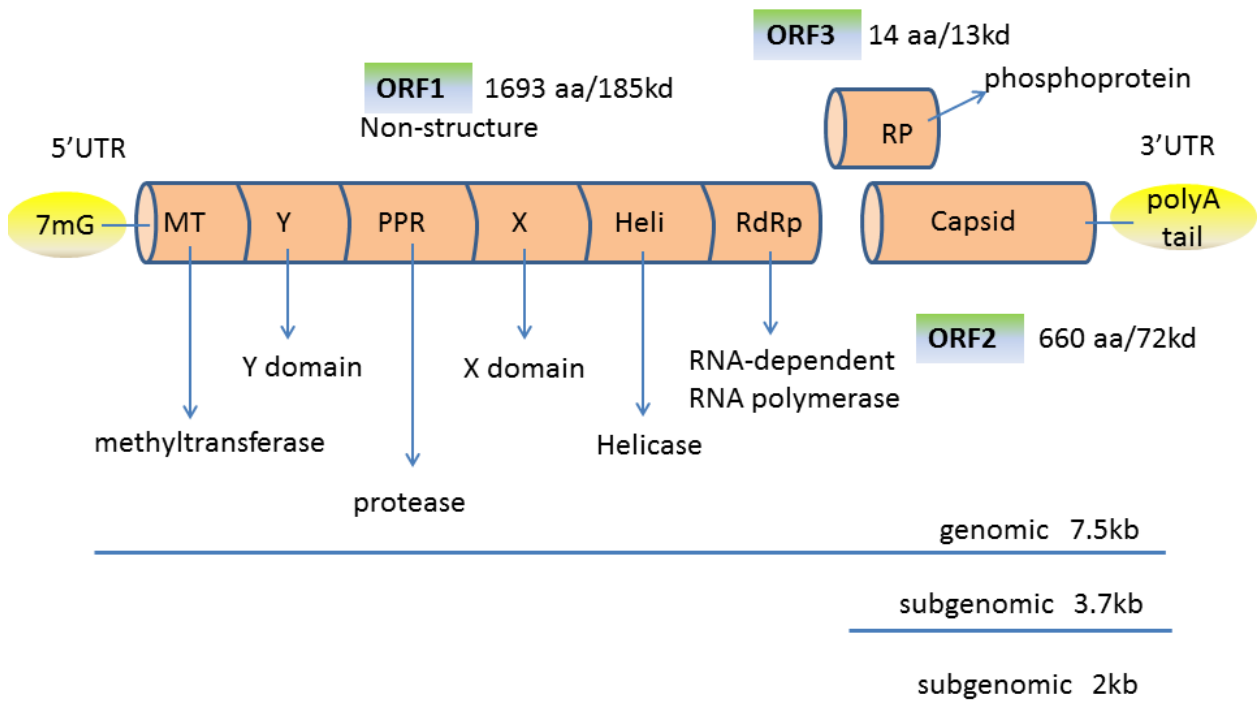 ORF3 14 aa/13kd
phosphoprotein
ORF1 1693 aa/185kd
Non-structure
RP
5’UTR
3’UTR
7mG MT Y PPR X Heli RdRp Capsid polyA
tail
ORF2 660 aa/72kd
Y domain
X domain
RNA-dependent
RNA polymerase
methyltransferase
Helicase
protease
genomic 7.5kb
subgenomic 3.7kb
subgenomic 2kb